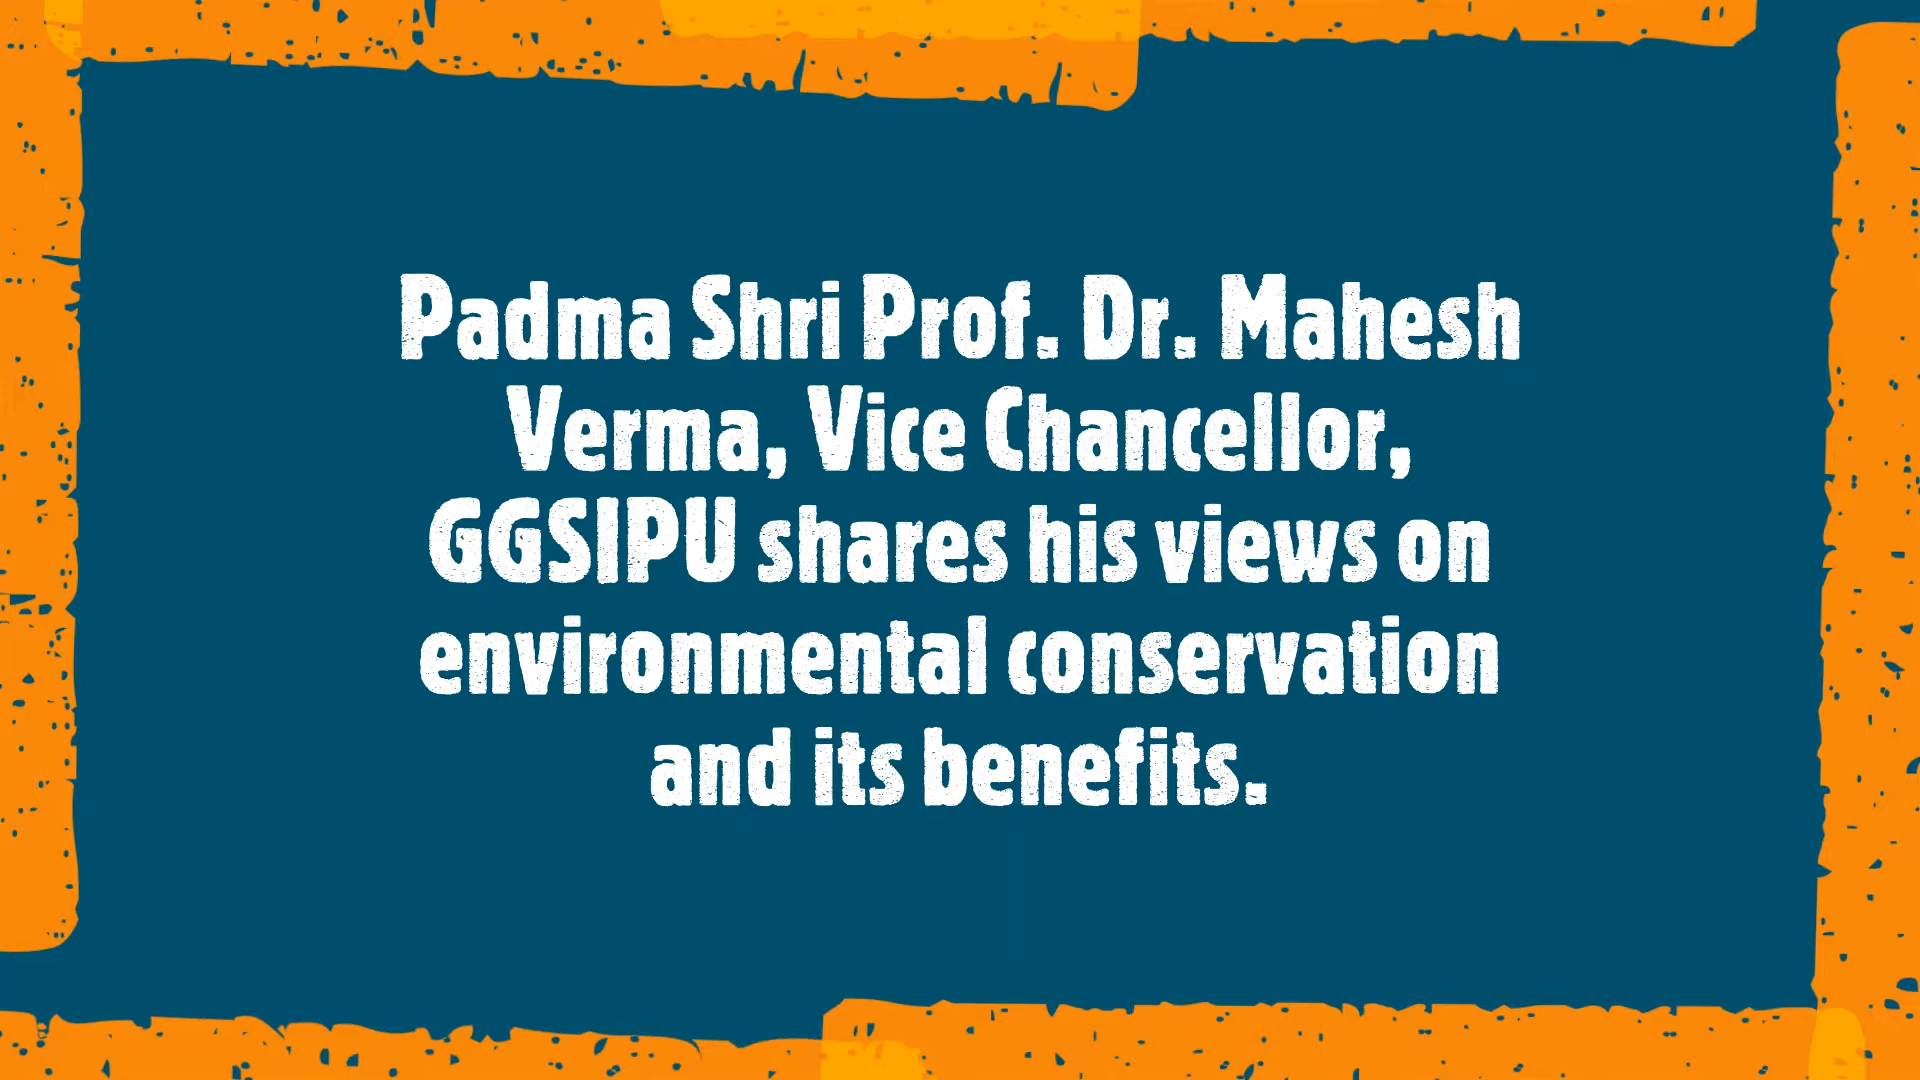 Padma Shri Prof. Dr. Mahesh
Verma, Vice Chancellor,
GGSIPU shares his views on
environmental conservation
and its benefits.